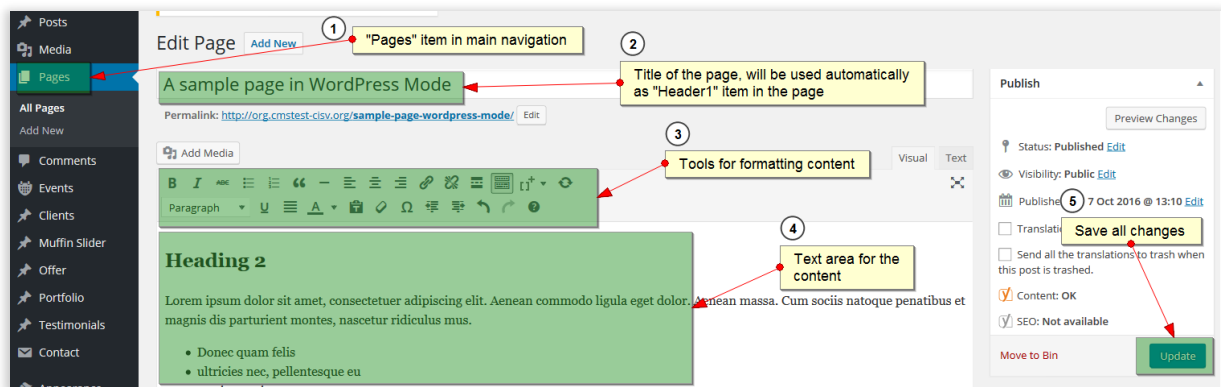 Posts
Media
Pages
All Pages
Add New
Comments
Events
Clients
Muffin Slider
Offer
Portfolio
Testimonials
Contact
Appearance
Edit Page Add New
1
"Pages" item in main navigation
2
Title of the page, will be used automatically
as "Header1" item in the page
A sample page in WordPress Mode
Permalink: http://org.cmstest-cisv.org/sample-page-wordpress-mode/ Edit
3
Tools for formatting content
Add Media
Visual Text
B I ABC
Paragraph U A Ω
4
Text area for the
content
Heading 2
Lorem ipsum dolor sit amet, consectetuer adipiscing elit. Aenean commodo ligula eget dolor. Aenean massa. Cum sociis natoque penatibus et
magnis dis parturient montes, nascetur ridiculus mus.
• Donec quam felis
• ultricies nec, pellentesque eu
Publish
Preview Changes
Status: Published Edit
Visibility: Public Edit
Publishe 7 Oct 2016 @ 13:10 Edit
5
Save all changes
Send all the translations to trash when
this post is trashed.
Content: OK
SEO: Not available
Move to Bin Update